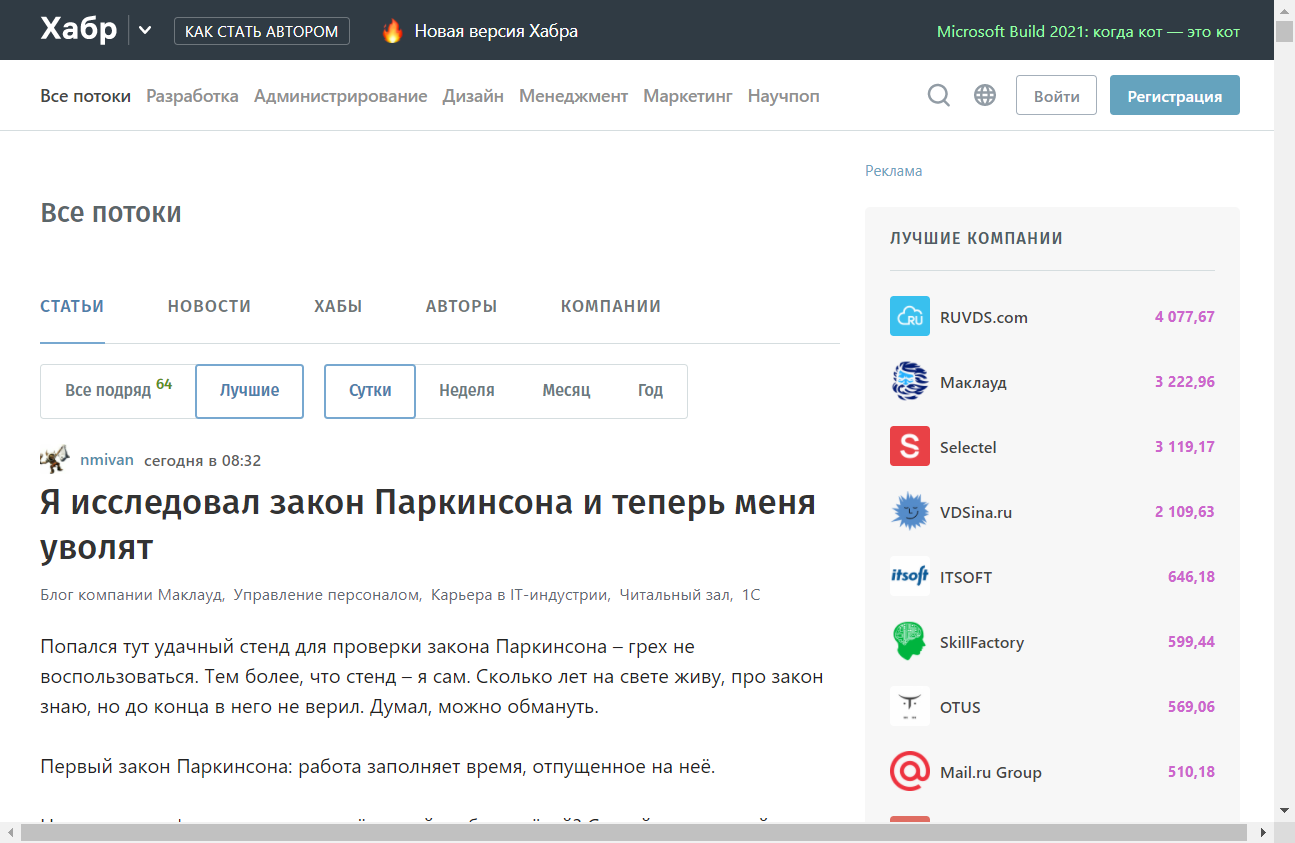 Хабр
КАК СТАТЬ АВТОРОМ
Новая версия Хабра
Microsoft Build 2021: когда кот — это кот
Все потоки Разработка Администрирование Дизайн Менеджмент Маркетинг Научпоп
Войти
Регистрация
Реклама
Все потоки
СТАТЬИ НОВОСТИ ХАБЫ АВТОРЫ КОМПАНИИ
Все подряд 64 Лучшие Сутки Неделя Месяц Год
nmivan сегодня в 08:32
Я исследовал закон Паркинсона и теперь меня
уволят
Блог компании Маклауд, Управление персоналом, Карьера в IT-индустрии, Читальный зал, 1С
Попался тут удачный стенд для проверки закона Паркинсона – грех не
воспользоваться. Тем более, что стенд – я сам. Сколько лет на свете живу, про закон
знаю, но до конца в него не верил. Думал, можно обмануть.
Первый закон Паркинсона: работа заполняет время, отпущенное на неё.
ЛУЧШИЕ КОМПАНИИ
RU
RUVDS.com 4 077,67
Маклауд 3 222,96
S
Selectel 3 119,17
VDSina.ru 2 109,63
itsoft
ITSOFT 646,18
SkillFactory 599,44
OTUS 569,06
@
Mail.ru Group 510,18